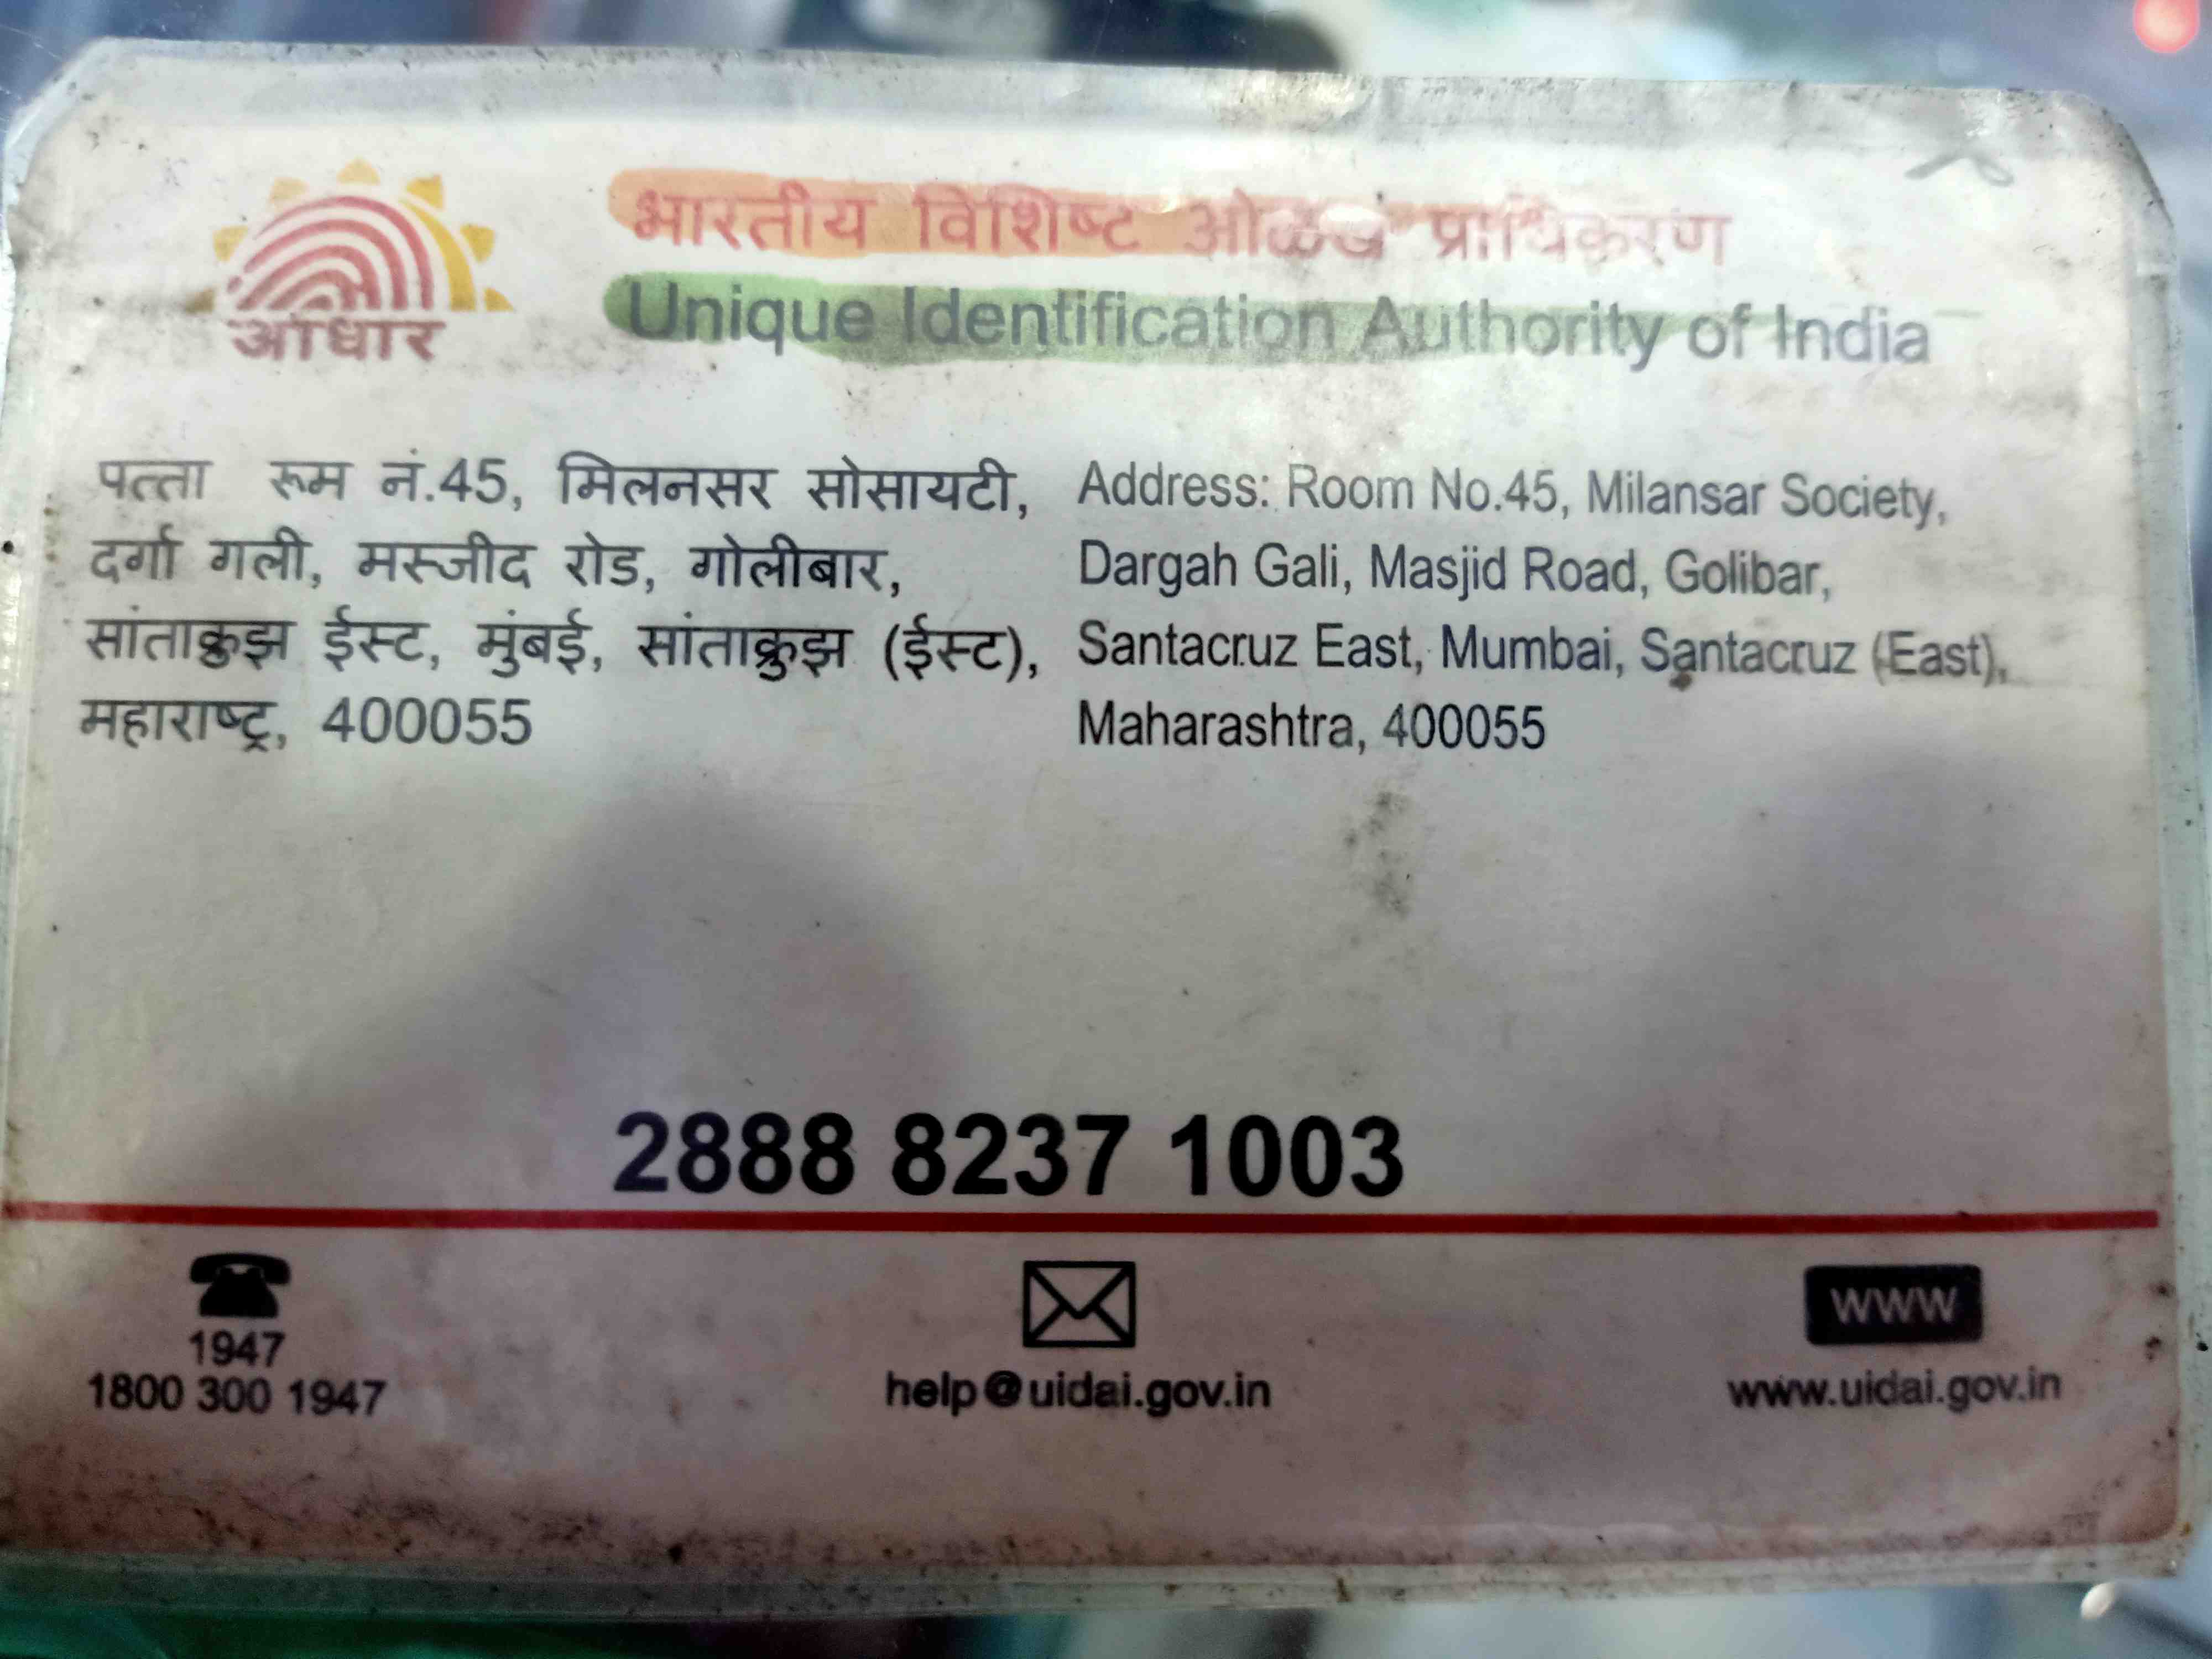 आधार
भारतीय विशिष्ट ओळख प्राधिकरण
Unique Identification Authority of India
पत्ता रूम नं.45, मिलनसर सोसायटी,
दर्गा गली, मस्जीद रोड, गोलीबार,
सांताक्रुझ ईस्ट, मुंबई, सांताक्रुझ (ईस्ट),
महाराष्ट्र, 400055
Address: Room No.45, Milansar Society,
Dargah Gali, Masjid Road, Golibar,
Santacruz East, Mumbai, Santacruz (East),
Maharashtra, 400055
2888 8237 1003
1947
1800 300 1947
help@uidai.gov.in
www
www.uidai.gov.in